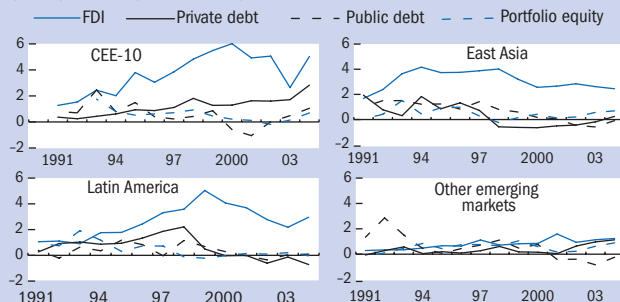 FDI Private debt Public debt Portfolio equity
CEE-10
6
4
2
0
−2
1991 94 97 2000 03
East Asia
6
4
2
0
−2
1991 94 97 2000 03
Latin America
6
4
2
0
−2
1991 94 97 2000 03
Other emerging
markets
6
4
2
0
−2
1991 94 97 2000 03